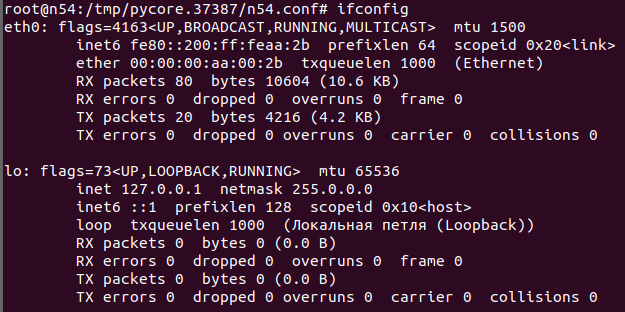 root@n54:/tmp/pycore.37387/n54.conf# ifconfig
eth0: flags=4163<UP,BROADCAST,RUNNING,MULTICAST>  mtu 1500
        inet6 fe80::200:ff:feaa:2b  prefixlen 64  scopeid 0x20<link>
        ether 00:00:00:aa:00:2b  txqueuelen 1000  (Ethernet)
        RX packets 80  bytes 10604 (10.6 KB)
        RX errors 0  dropped 0  overruns 0  frame 0
        TX packets 20  bytes 4216 (4.2 KB)
        TX errors 0  dropped 0 overruns 0  carrier 0  collisions 0

lo: flags=73<UP,LOOPBACK,RUNNING>  mtu 65536
        inet 127.0.0.1  netmask 255.0.0.0
        inet6 ::1  prefixlen 128  scopeid 0x10<host>
        loop  txqueuelen 1000  (Локальная петля (Loopback))
        RX packets 0  bytes 0 (0.0 B)
        RX errors 0  dropped 0  overruns 0  frame 0
        TX packets 0  bytes 0 (0.0 B)
        TX errors 0  dropped 0 overruns 0  carrier 0  collisions 0